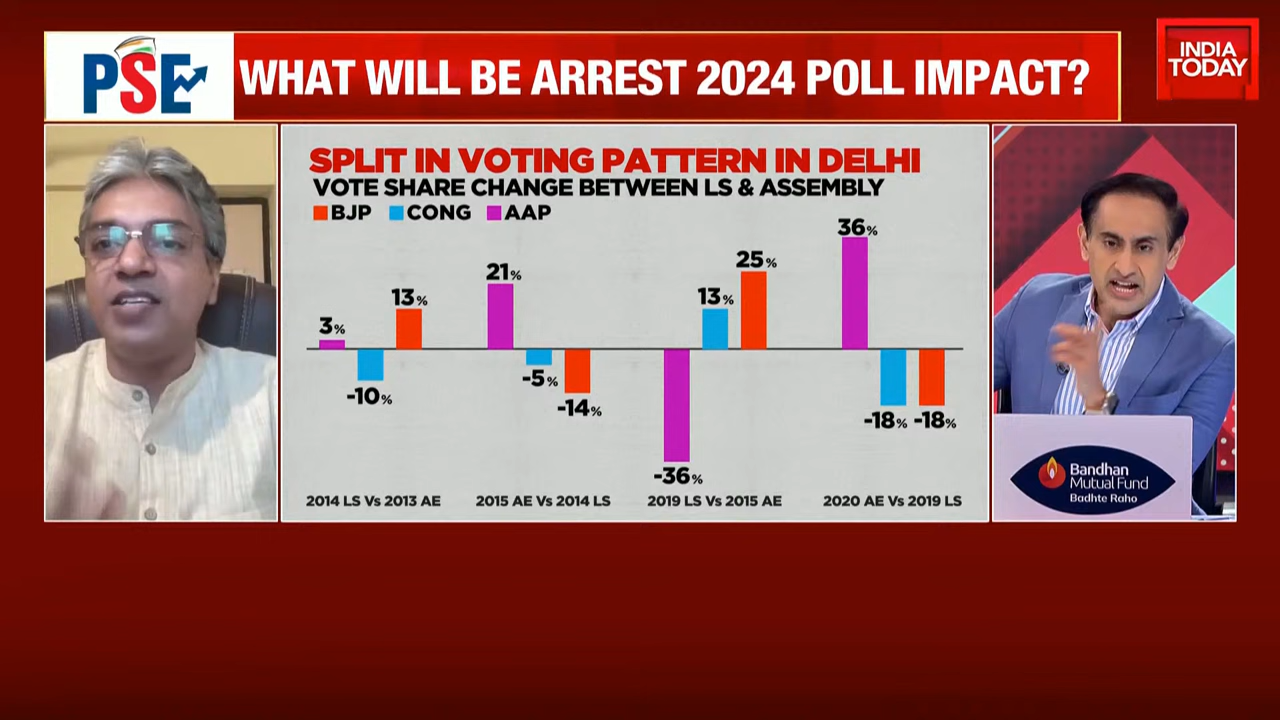 PSE
WHAT WILL BE ARREST 2024 POLL IMPACT?
INDIA
TODAY
SPLIT IN VOTING PATTERN IN DELHI
VOTE SHARE CHANGE BETWEEN LS & ASSEMBLY
BJP CONG AAP
3%
-10%
13%
21%
-5%
-14%
-36%
13%
25%
36%
-18%
-18%
2014 LS Vs 2013 AE
2015 AE Vs 2014 LS
2019 LS Vs 2015 AE
2020 AE Vs 2019 LS
Bandhan
Mutual Fund
Badhte Raho